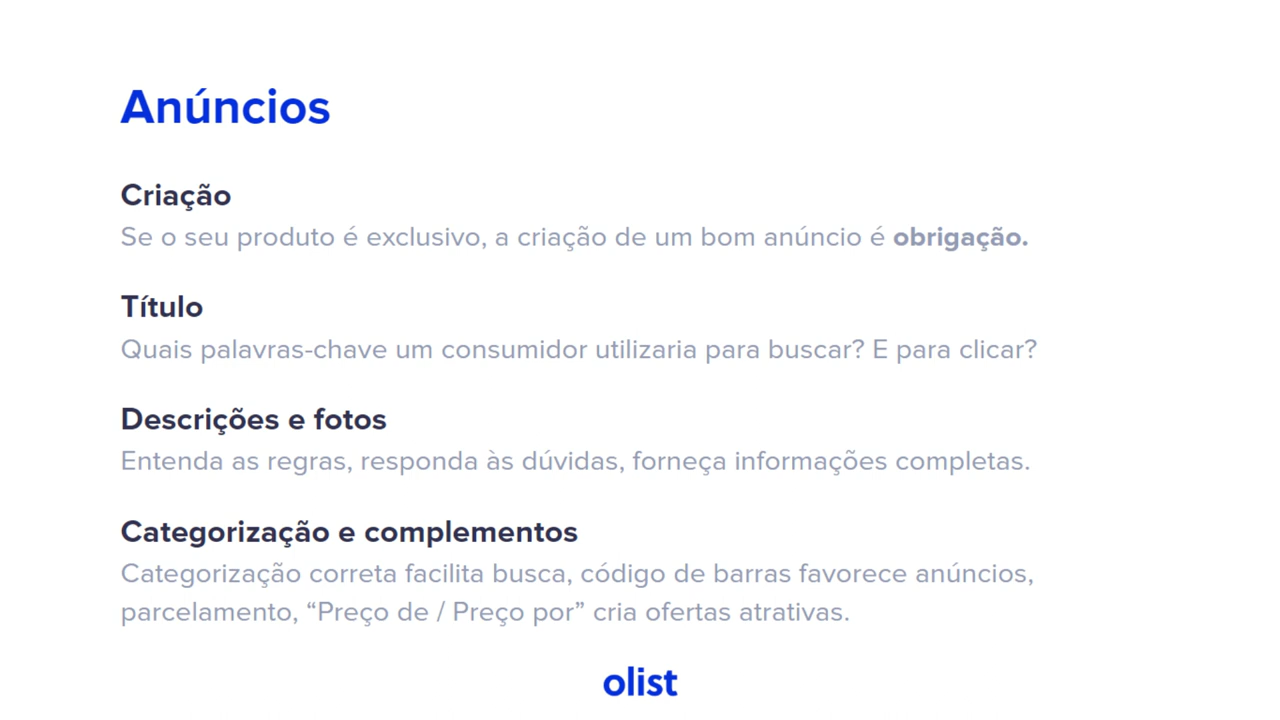 Anúncios
Criação
Se o seu produto é exclusivo, a criação de um bom anúncio é obrigação.
Título
Quais palavras-chave um consumidor utilizaria para buscar? E para clicar?
Descrições e fotos
Entenda as regras, responda às dúvidas, forneça informações completas.
Categorização e complementos
Categorização correta facilita busca, código de barras favorece anúncios,
parcelamento, “Preço de / Preço por” cria ofertas atrativas.
olist